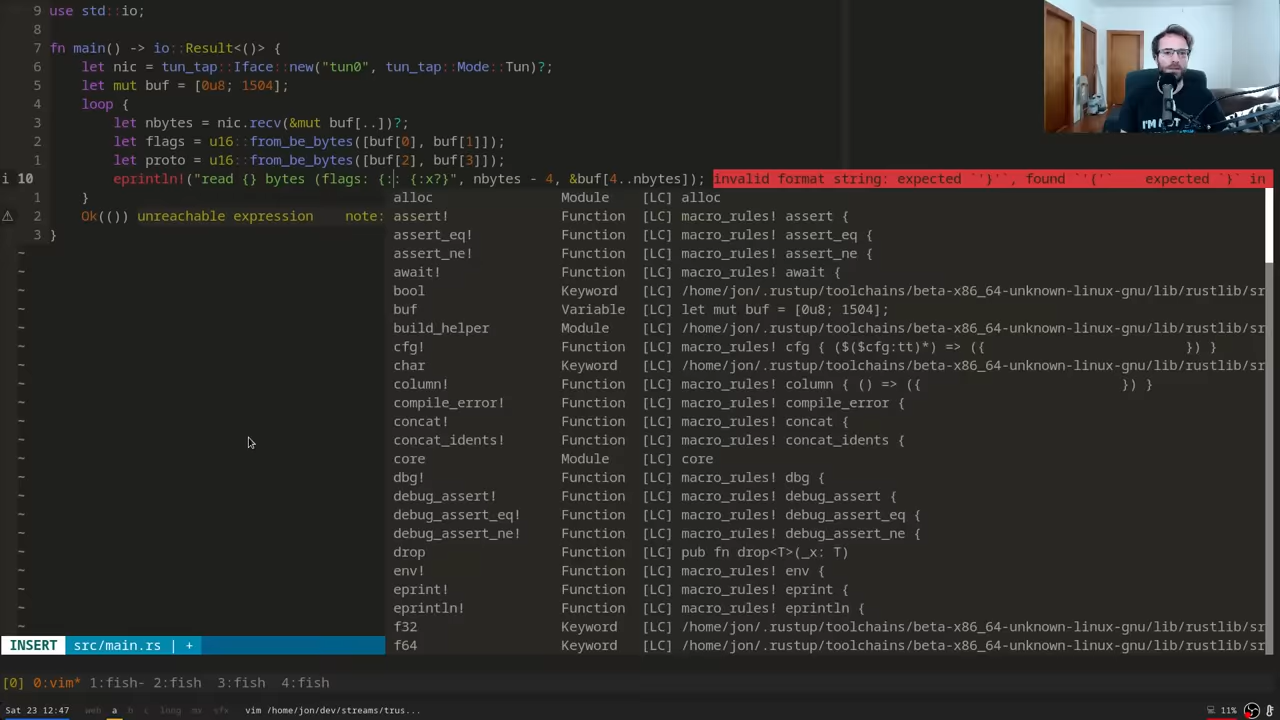 9 use std::io;
8
7 fn main() -> io::Result<()> {
6     let nic = tun_tap::Iface::new("tun0", tun_tap::Mode::Tun)?;
5     let mut buf = [0u8; 1504];
4     loop {
3         let nbytes = nic.recv(&mut buf[..])?;
2         let flags = u16::from_be_bytes([buf[0], buf[1]]);
1         let proto = u16::from_be_bytes([buf[2], buf[3]]);
i 10         eprintln!("read {} bytes (flags: {:: {:x?}", nbytes - 4, &buf[4..nbytes]); invalid format string: expected `'}'`, found `'{'`    expected `}` in
1     }
alloc Module [LC] alloc
⚠ 2     Ok(()) unreachable expression    note:
assert! Function [LC] macro_rules! assert {
3 }
assert_eq! Function [LC] macro_rules! assert_eq {
~ assert_ne! Function [LC] macro_rules! assert_ne {
~ await! Function [LC] macro_rules! await {
~ bool Keyword [LC] /home/jon/.rustup/toolchains/beta-x86_64-unknown-linux-gnu/lib/rustlib/sr
~ buf Variable [LC] let mut buf = [0u8; 1504];
~ build_helper Module [LC] /home/jon/.rustup/toolchains/beta-x86_64-unknown-linux-gnu/lib/rustlib/sr
~ cfg! Function [LC] macro_rules! cfg { ($($cfg:tt)*) => ({ }) }
~ char Keyword [LC] /home/jon/.rustup/toolchains/beta-x86_64-unknown-linux-gnu/lib/rustlib/sr
~ column! Function [LC] macro_rules! column { () => ({ }) }
~ compile_error! Function [LC] macro_rules! compile_error {
~ concat! Function [LC] macro_rules! concat {
~ concat_idents! Function [LC] macro_rules! concat_idents {
~ core Module [LC] core
~ dbg! Function [LC] macro_rules! dbg {
~ debug_assert! Function [LC] macro_rules! debug_assert {
~ debug_assert_eq! Function [LC] macro_rules! debug_assert_eq {
~ debug_assert_ne! Function [LC] macro_rules! debug_assert_ne {
~ drop Function [LC] pub fn drop<T>(_x: T)
~ env! Function [LC] macro_rules! env {
~ eprint! Function [LC] macro_rules! eprint {
~ eprintln! Function [LC] macro_rules! eprintln {
~ f32 Keyword [LC] /home/jon/.rustup/toolchains/beta-x86_64-unknown-linux-gnu/lib/rustlib/sr
INSERT src/main.rs | +
f64 Keyword [LC] /home/jon/.rustup/toolchains/beta-x86_64-unknown-linux-gnu/lib/rustlib/sr
[0] 0:vim* 1:fish- 2:fish 3:fish 4:fish
Sat 23 12:47 web a b c long ms sfx vim /home/jon/dev/streams/trus... 11%
I'M NOT